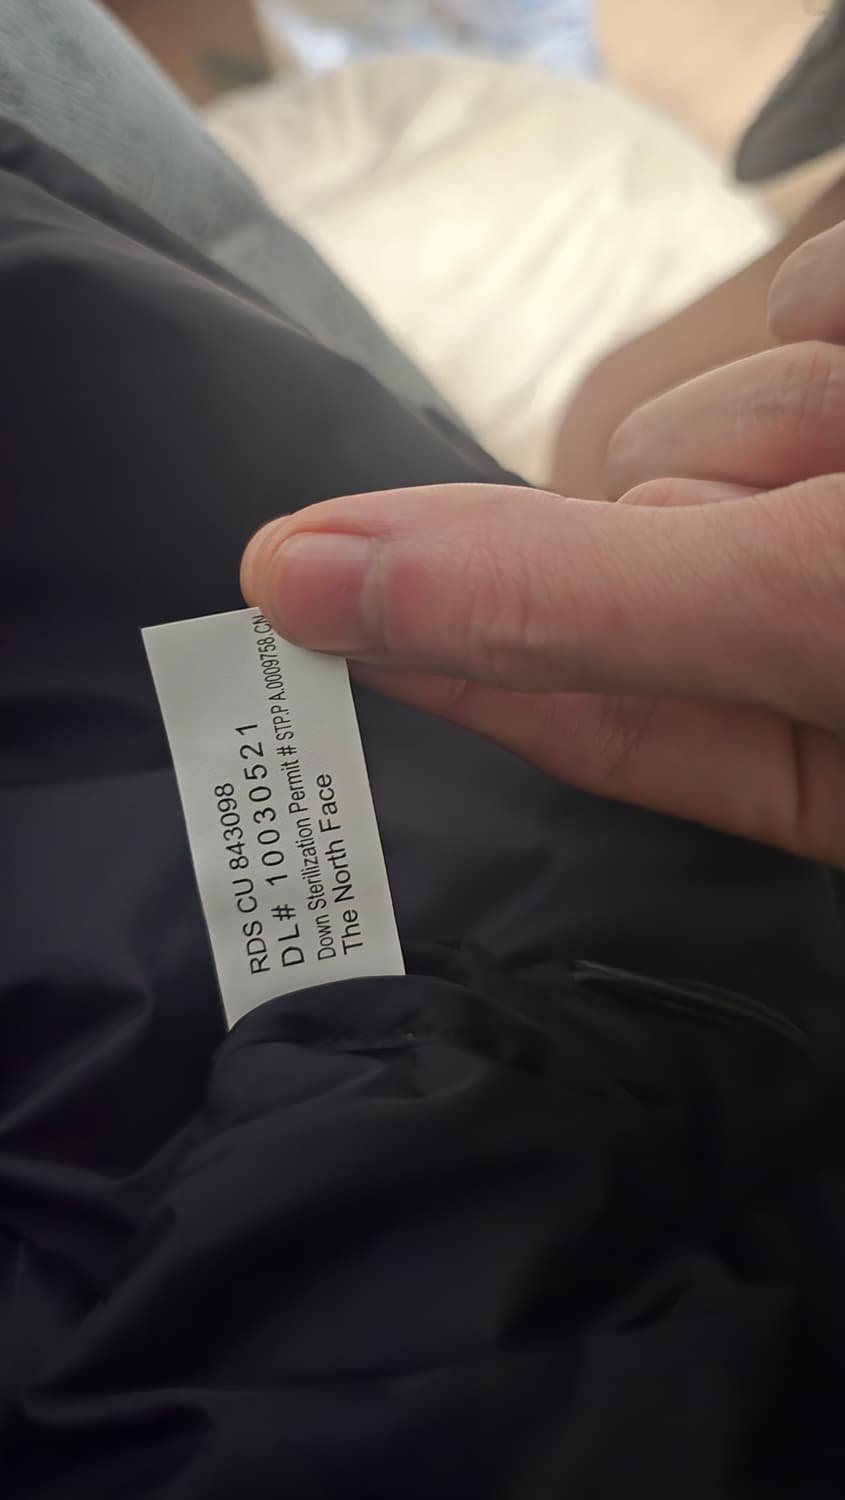 RDS CU 843098
DL# 10030521
Down Sterilization Permit # STP.P A.0009758.CN
The North Face